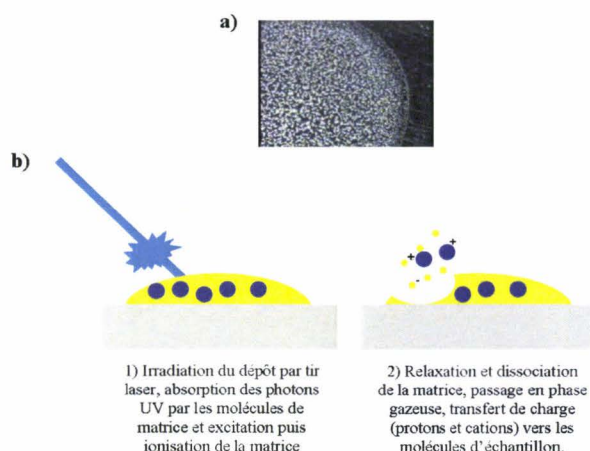 a)
b)
1) Irradiation du dépôt par tir
laser, absorption des photons
UV par les molécules de
matrice et excitation puis
ionisation de la matrice
2) Relaxation et dissociation
de la matrice, passage en phase
gazeuse, transfert de charge
(protons et cations) vers les
molécules d'échantillon.
+
+
-